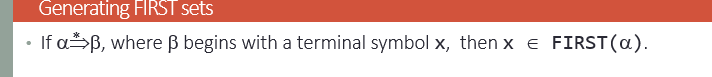 Generating FIRST sets
• If α⇒*β, where β begins with a terminal symbol x, then x ∈ FIRST(α).